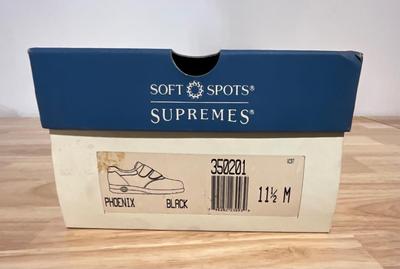 SOFT SPOTS®
SUPREMES®
350201
PHOENIX BLACK
11½ M